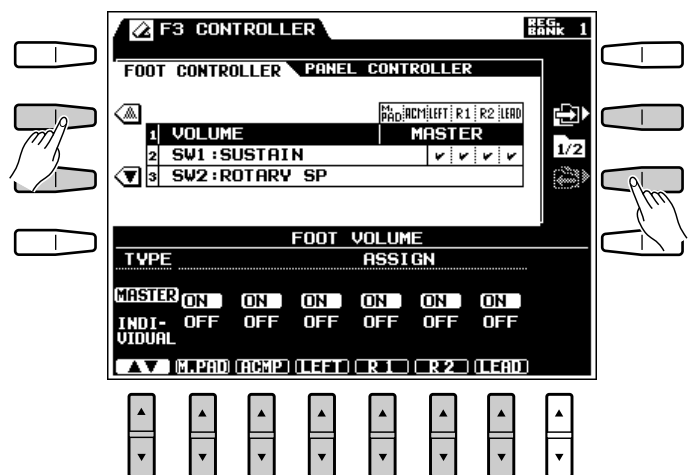 F3 CONTROLLER
REG. BANK 1
FOOT CONTROLLER PANEL CONTROLLER
M. PAD ACM LEFT R1 R2 LEAD
1 VOLUME MASTER
2 SW1:SUSTAIN ✔ ✔ ✔ ✔
1/2
3 SW2:ROTARY SP
FOOT VOLUME
TYPE ASSIGN
MASTER ON ON ON ON ON ON
INDI-VIDUAL OFF OFF OFF OFF OFF OFF
▲▼ M.PAD ACMP LEFT R1 R2 LEAD